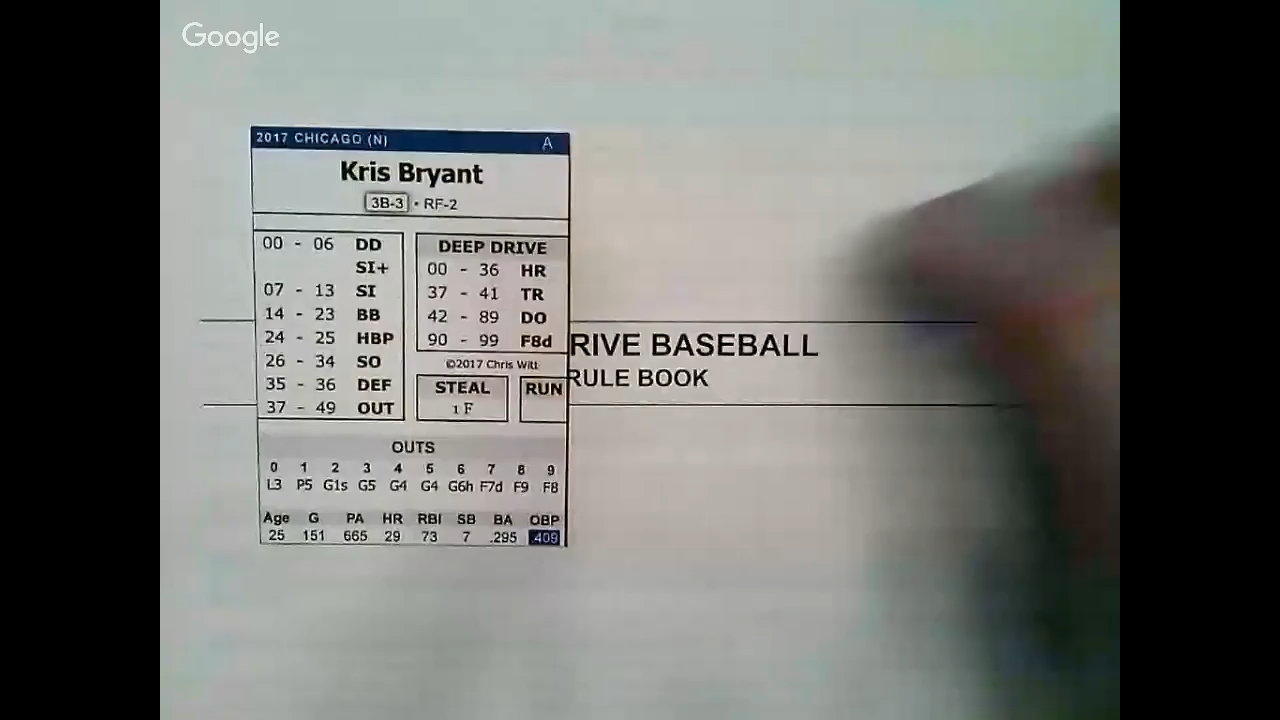 Google
2017 CHICAGO (N) A
Kris Bryant
3B-3 • RF-2
00 - 06 DD
SI+
07 - 13 SI
14 - 23 BB
24 - 25 HBP
26 - 34 SO
35 - 36 DEF
37 - 49 OUT
DEEP DRIVE
00 - 36 HR
37 - 41 TR
42 - 89 DO
90 - 99 F8d
©2017 Chris Witt
STEAL
1 F
RUN
RIVE BASEBALL
RULE BOOK
OUTS
0 1 2 3 4 5 6 7 8 9
L3 P5 G1s G5 G4 G4 G6h F7d F9 F8
Age G PA HR RBI SB BA OBP
25 151 665 29 73 7 .295 .409